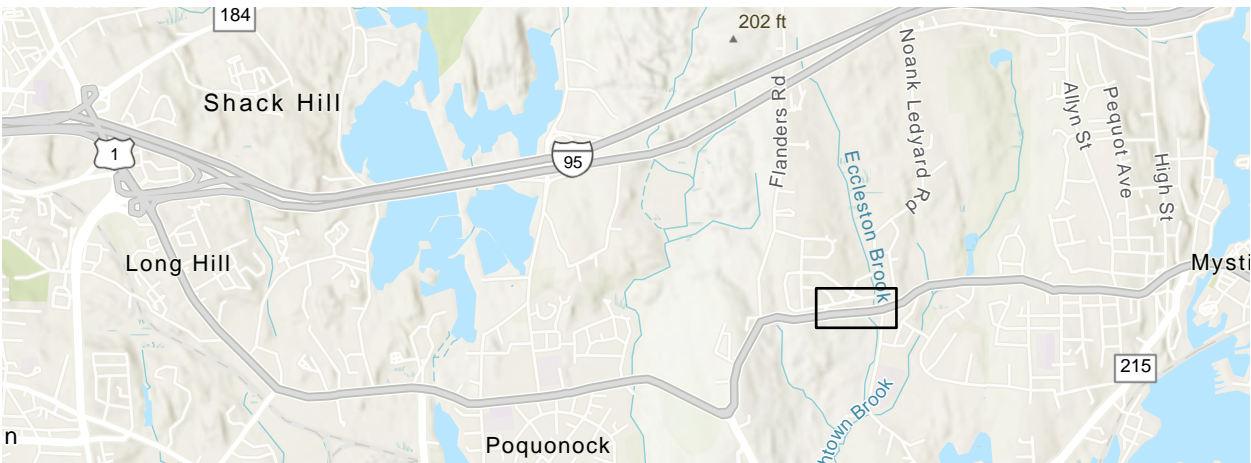 184
202 ft
Shack Hill
1
95
Flanders Rd
Noank Ledyard Rd
Allyn St
Pequot Ave
High St
Eccleston Brook
Long Hill
Mysti
215
htown Brook
n
Poquonock